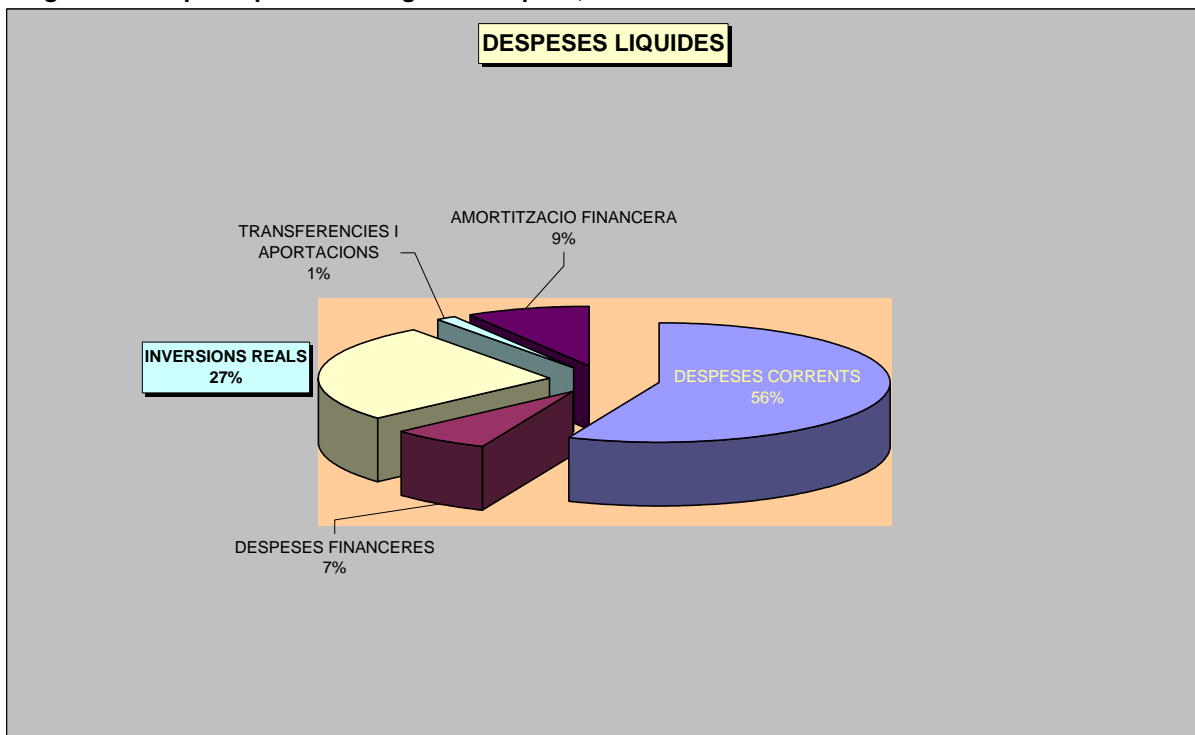 DESPESES LIQUIDES
AMORTITZACIO FINANCERA
9%
TRANSFERENCIES I
APORTACIONS
1%
INVERSIONS REALS
27%
DESPESES CORRENTS
56%
DESPESES FINANCERES
7%